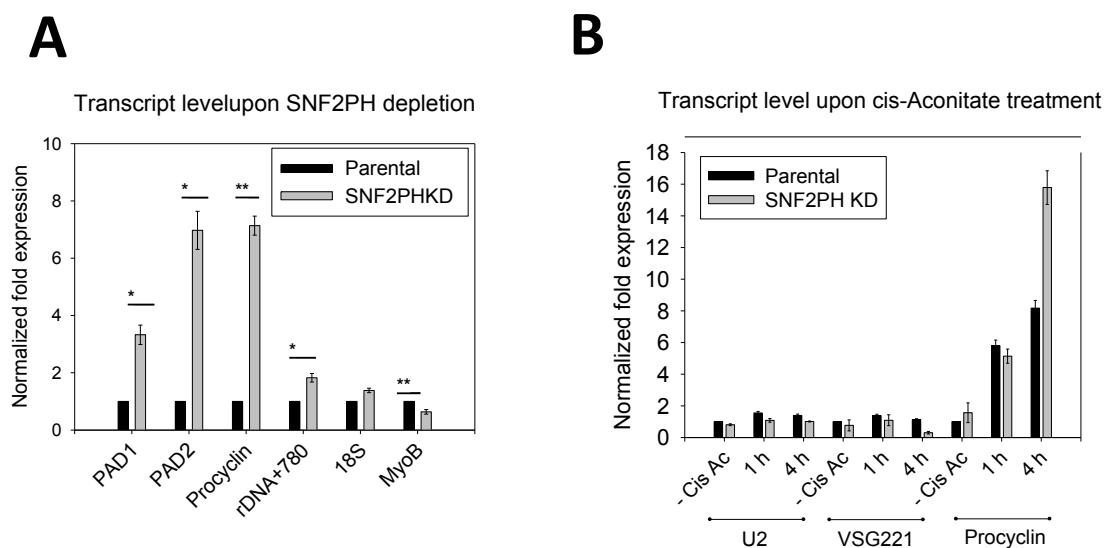 A
Transcript levelupon SNF2PH depletion
Normalized fold expression
10
8
6
4
2
0
Parental
SNF2PHKD
*
*
**
*
**
PAD1
PAD2
Procyclin
rDNA+780
18S
MyoB
B
Transcript level upon cis-Aconitate treatment
Normalized fold expression
18
16
14
12
10
8
6
4
2
0
Parental
SNF2PH KD
- Cis Ac
1 h
4 h
- Cis Ac
1 h
4 h
- Cis Ac
1 h
4 h
U2
VSG221
Procyclin